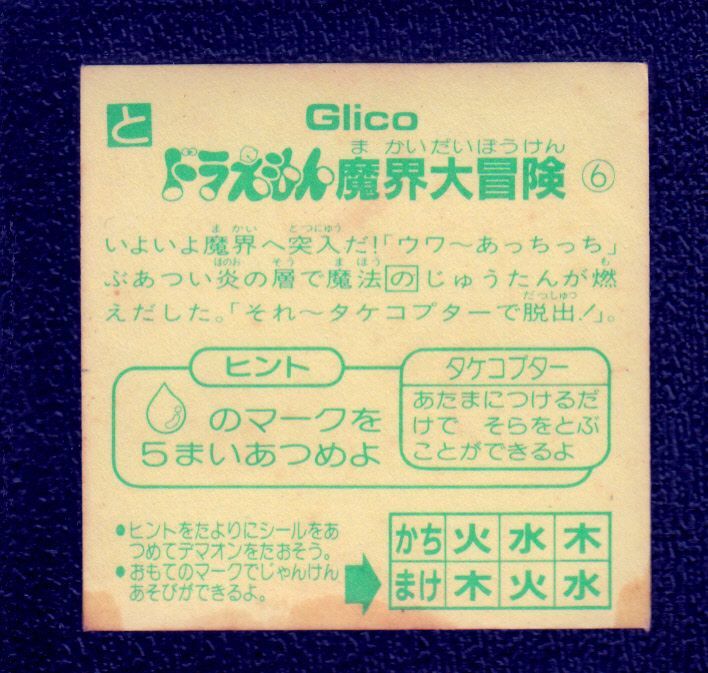 と
Glico
まかいだいぼうけん
ドラえもん 魔界大冒険 ⑥
まかい とつにゅう
いよいよ魔界へ突入だ!「ウワ〜あっちっち」
ほのお そう まほう も
ぶあつい炎の層で魔法のじゅうたんが燃
だっしゅつ
えだした。「それ〜タケコプターで脱出!」。
ヒント
のマークを
5まいあつめよ
タケコプター
あたまにつけるだ
けで そらをとぶ
ことができるよ
●ヒントをたよりにシールをあ
つめてデマオンをたおそう。
●おもてのマークでじゃんけん
あそびができるよ。
かち 火 水 木
まけ 木 火 水